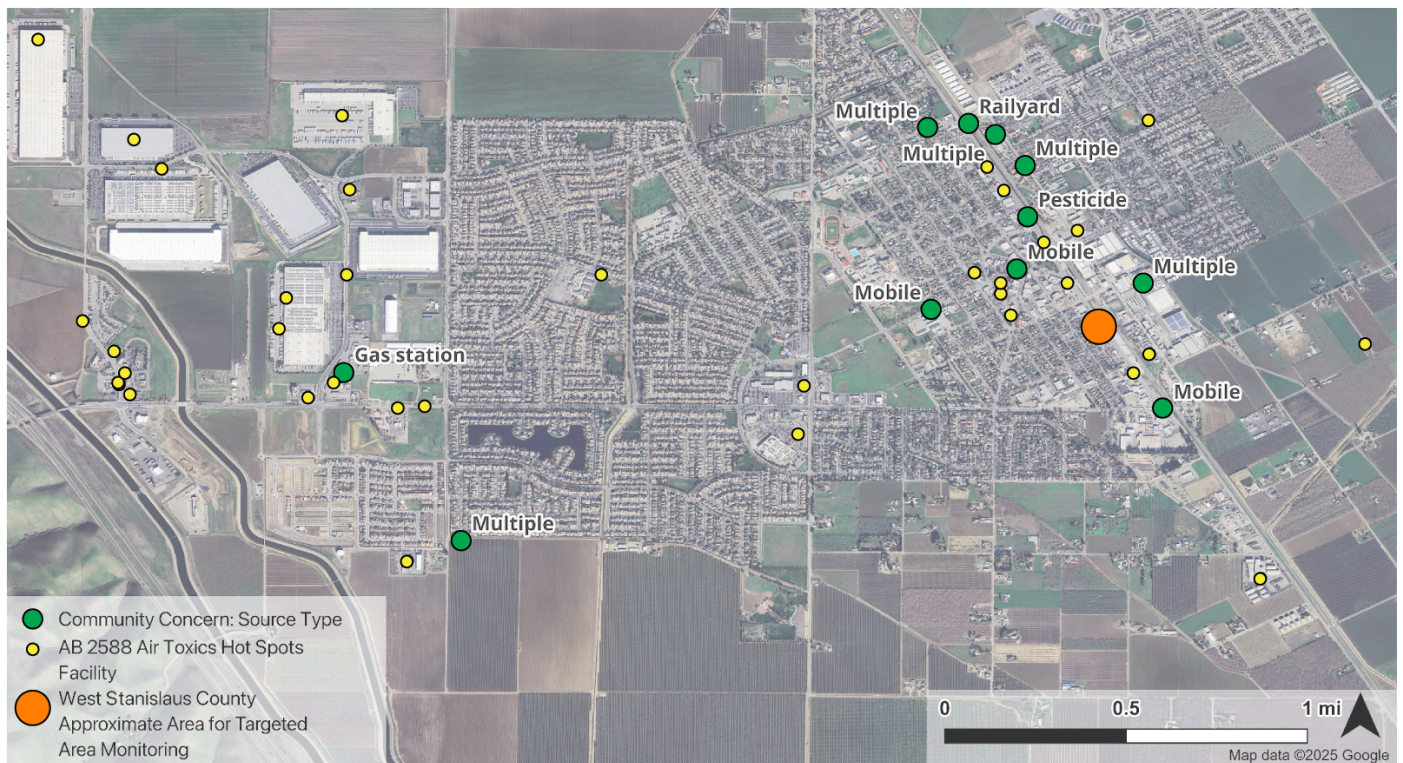 Railyard
Multiple
Multiple
Multiple
Pesticide
Mobile
Multiple
Mobile
Gas station
Mobile
Multiple
Community Concern: Source Type
AB 2588 Air Toxics Hot Spots
Facility
West Stanislaus County
Approximate Area for Targeted
Area Monitoring
0 0.5 1 mi
Map data ©2025 Google